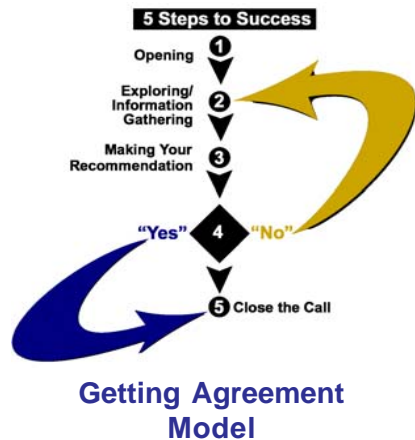 5 Steps to Success
1
Opening
Exploring/
Information
Gathering
2
Making Your
Recommendation
3
"Yes" 4 "No"
5 Close the Call
Getting Agreement
Model